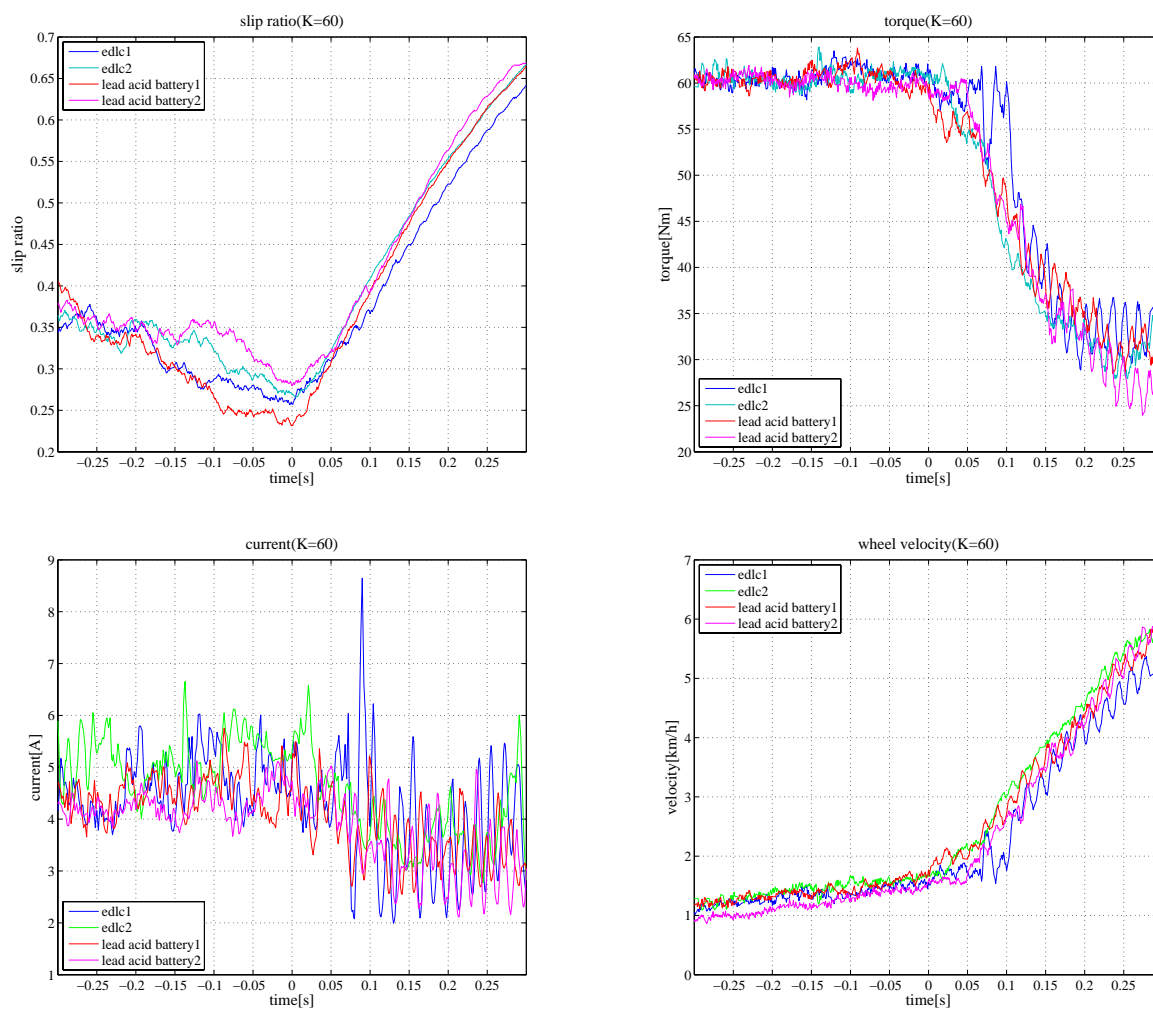 slip ratio(K=60)
0.7
0.65
0.6
0.55
0.5
0.45
0.4
0.35
0.3
0.25
0.2
slip ratio
edlc1
edlc2
lead acid battery1
lead acid battery2
−0.25 −0.2 −0.15 −0.1 −0.05 0 0.05 0.1 0.15 0.20 0.25
time[s]
torque(K=60)
65
60
55
50
45
40
35
30
25
20
torque[Nm]
edlc1
edlc2
lead acid battery1
lead acid battery2
−0.25 −0.2 −0.15 −0.1 −0.05 0 0.05 0.1 0.15 0.20 0.25
time[s]
current(K=60)
9
8
7
6
5
4
3
2
1
current[A]
edlc1
edlc2
lead acid battery1
lead acid battery2
−0.25 −0.2 −0.15 −0.1 −0.05 0 0.05 0.1 0.15 0.20 0.25
time[s]
wheel velocity(K=60)
7
6
5
4
3
2
1
0
velocity[km/h]
edlc1
edlc2
lead acid battery1
lead acid battery2
−0.25 −0.2 −0.15 −0.1 −0.05 0 0.05 0.1 0.15 0.20 0.25
time[s]